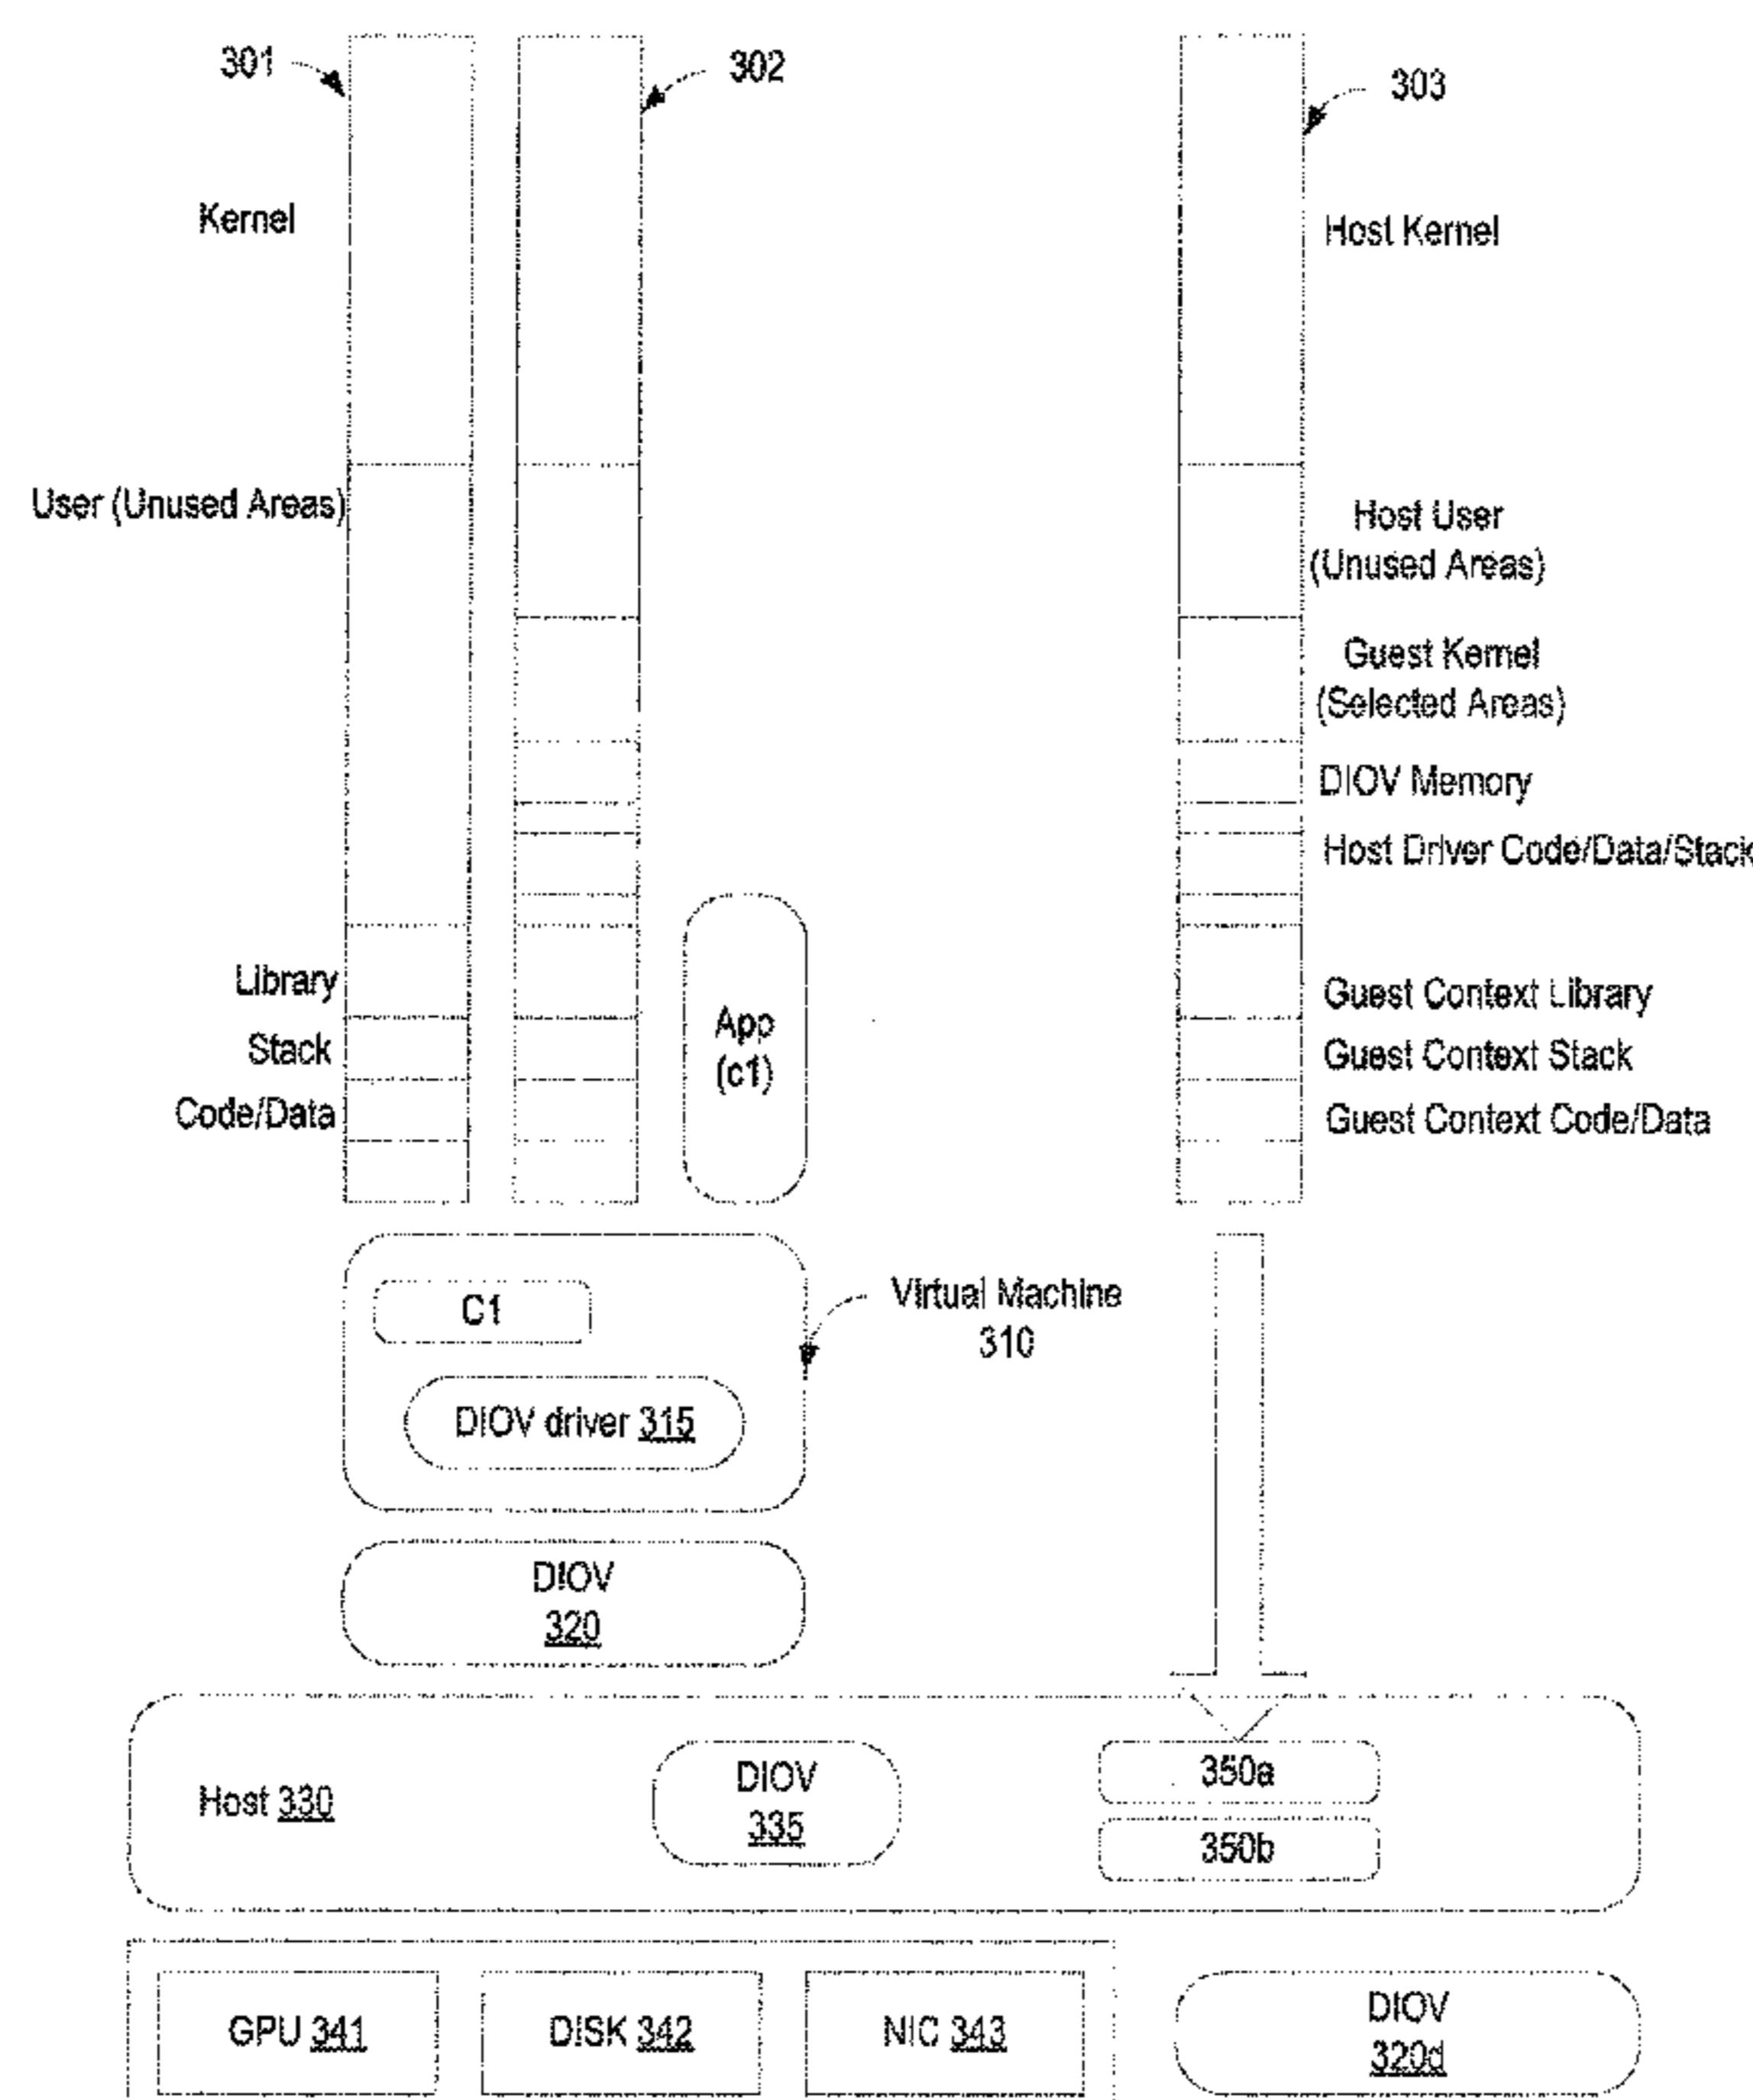 301
302
303
Kernel
Host Kernel
User (Unused Areas)
Host User
(Unused Areas)
Guest Kernel
(Selected Areas)
DIOV Memory
Host Driver Code/Data/Stack
Library
App
(c1)
Guest Context Library
Stack
Guest Context Stack
Code/Data
Guest Context Code/Data
C1
Virtual Machine
310
DIOV driver 315
DIOV
320
Host 330
DIOV
335
350a
350b
GPU 341
DISK 342
NIC 343
DIOV
320d